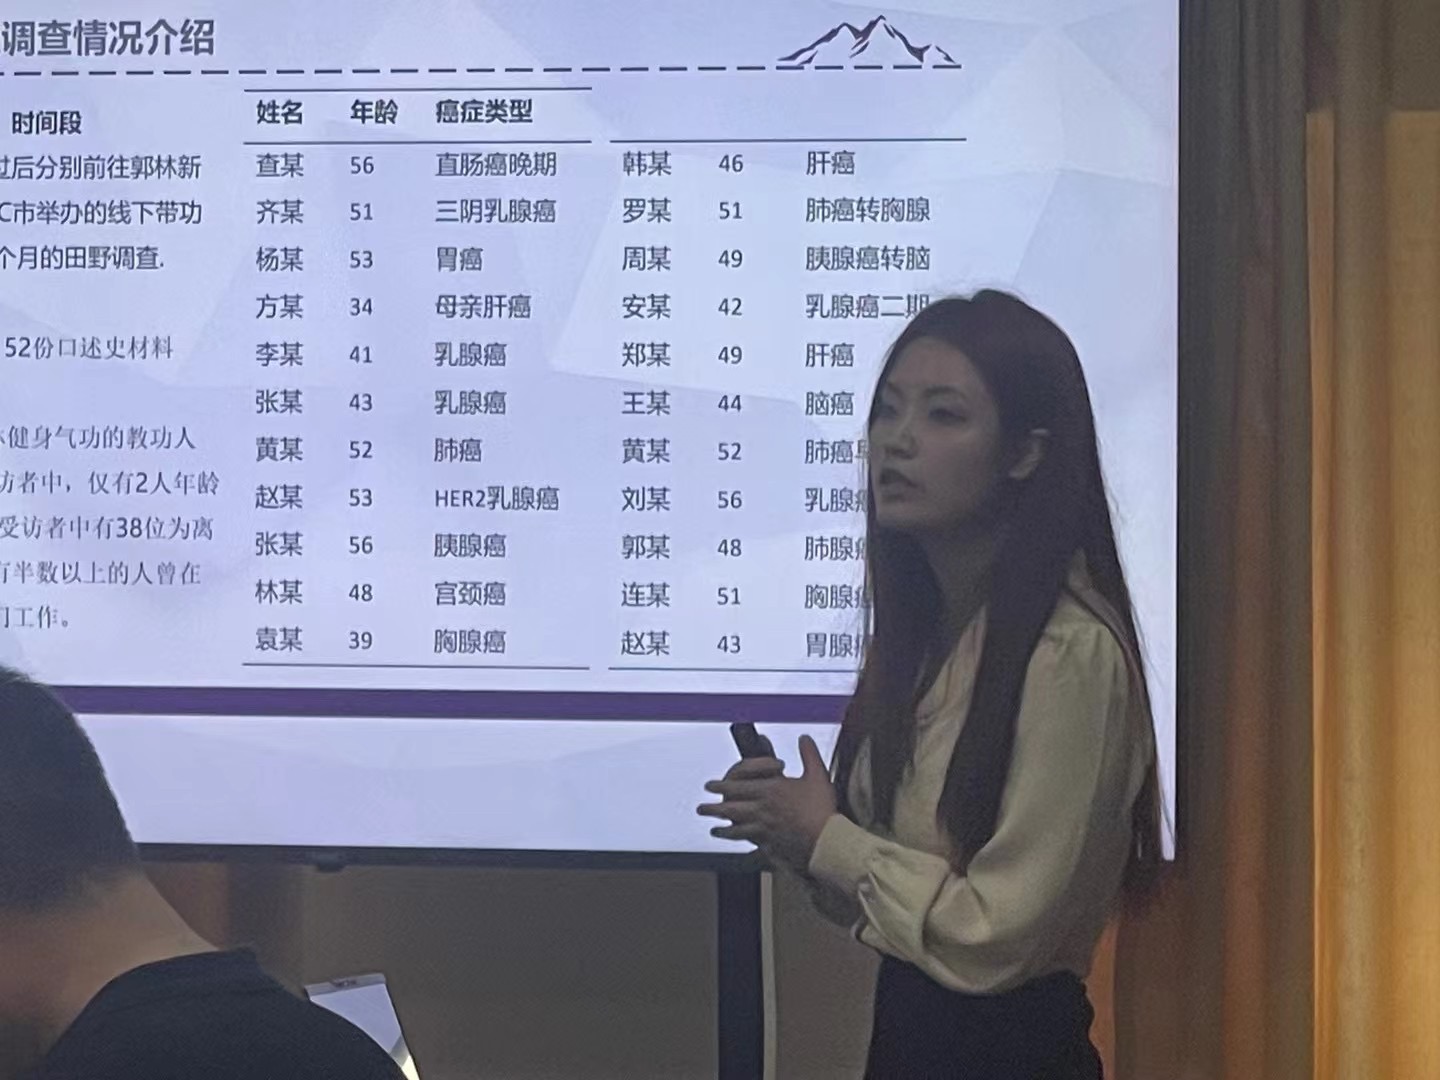 调查情况介绍
时间段
过后分别前往郭林新
C市举办的线下带功
个月的田野调查.
52份口述史材料
健身气功的教功人
访者中，仅有2人年龄
受访者中有38位为离
有半数以上的人曾在
门工作。
姓名 年龄 癌症类型
查某 56 直肠癌晚期
齐某 51 三阴乳腺癌
杨某 53 胃癌
方某 34 母亲肝癌
李某 41 乳腺癌
张某 43 乳腺癌
黄某 52 肺癌
赵某 53 HER2乳腺癌
张某 56 胰腺癌
林某 48 宫颈癌
袁某 39 胸腺癌
韩某 46 肝癌
罗某 51 肺癌转胸腺
周某 49 胰腺癌转脑
安某 42 乳腺癌二期
郑某 49 肝癌
王某 44 脑癌
黄某 52 肺癌
刘某 56 乳腺
郭某 48 肺腺
连某 51 胸腺
赵某 43 胃腺